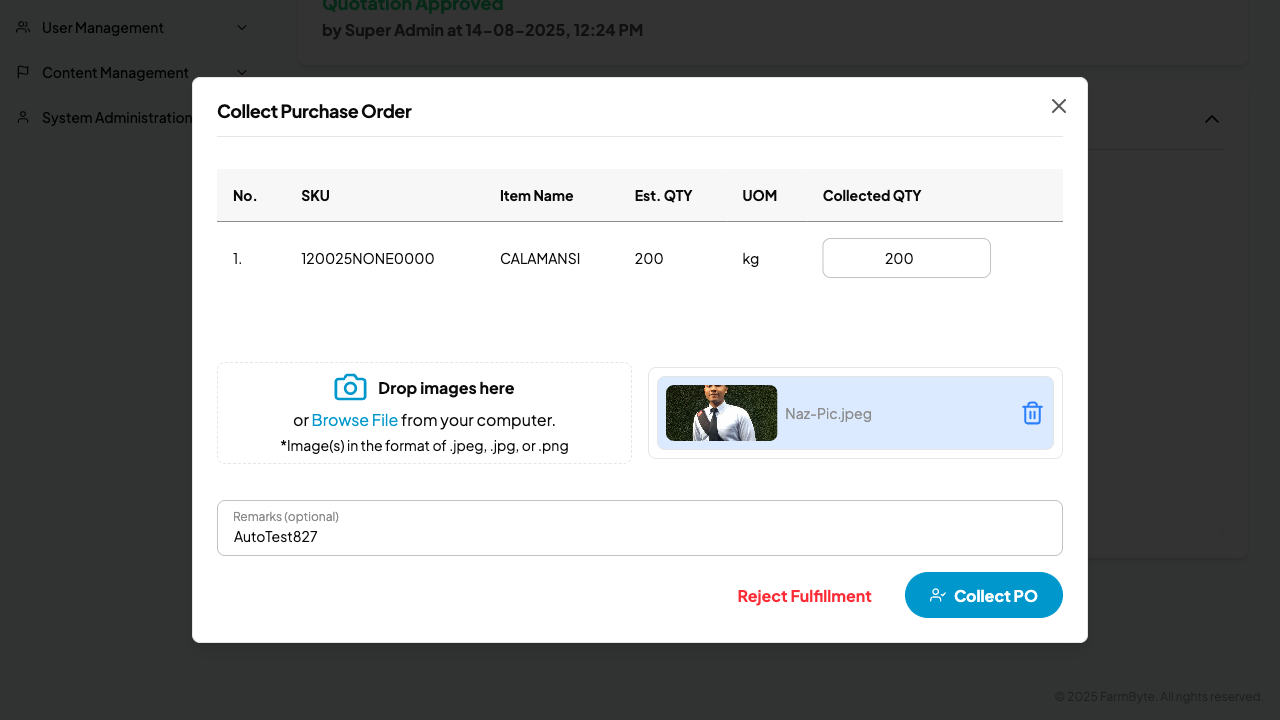 Quotation Approved
by Super Admin at 14-08-2025, 12:24 PM
User Management
Content Management
System Administration
Collect Purchase Order
No. SKU Item Name Est. QTY UOM Collected QTY
1. 120025NONE0000 CALAMANSI 200 kg 200
Drop images here
or Browse File from your computer.
*Image(s) in the format of .jpeg, .jpg, or .png
Naz-Pic.jpeg
Remarks (optional)
AutoTest827
Reject Fulfillment
Collect PO
© 2025 FarmByte. All rights reserved.